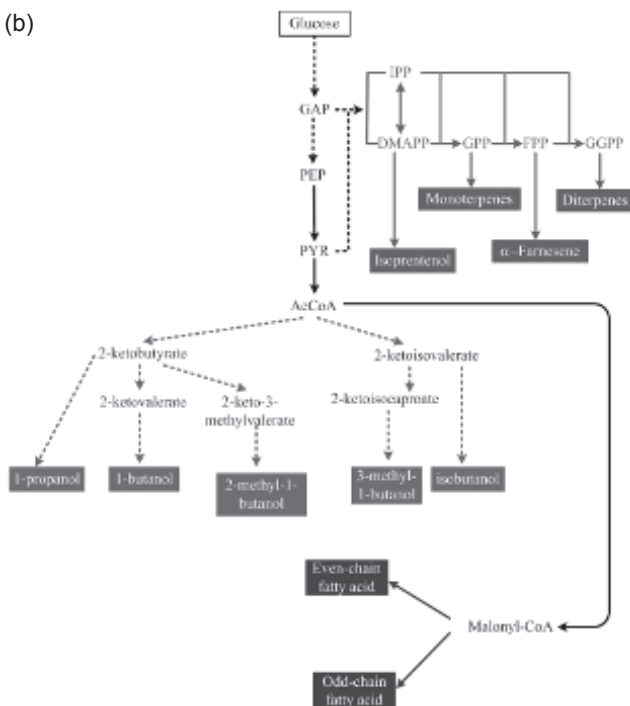 (b)
Glucose
IPP
GAP
DMAPP
GPP
FPP
GGPP
PEP
Monoterpenes
Diterpenes
PYR
Isoprentenol
α-Farnesene
AcCoA
2-ketobutyrate
2-ketoisovalerate
2-ketovalerate
2-keto-3-
methylvalerate
2-ketoisocaproate
1-propanol
1-butanol
2-methyl-1-
butanol
3-methyl-
1-butanol
isobutanol
Even-chain
fatty acid
Malonyl-CoA
Odd-chain
fatty acid